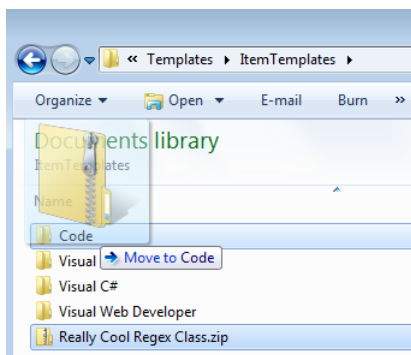 « Templates ▸ ItemTemplates ▸
Organize ▼ Open ▼ E-mail Burn »
Documents library
ItemTemplates
Name
Code
Visual
Move to Code
Visual C#
Visual Web Developer
Really Cool Regex Class.zip